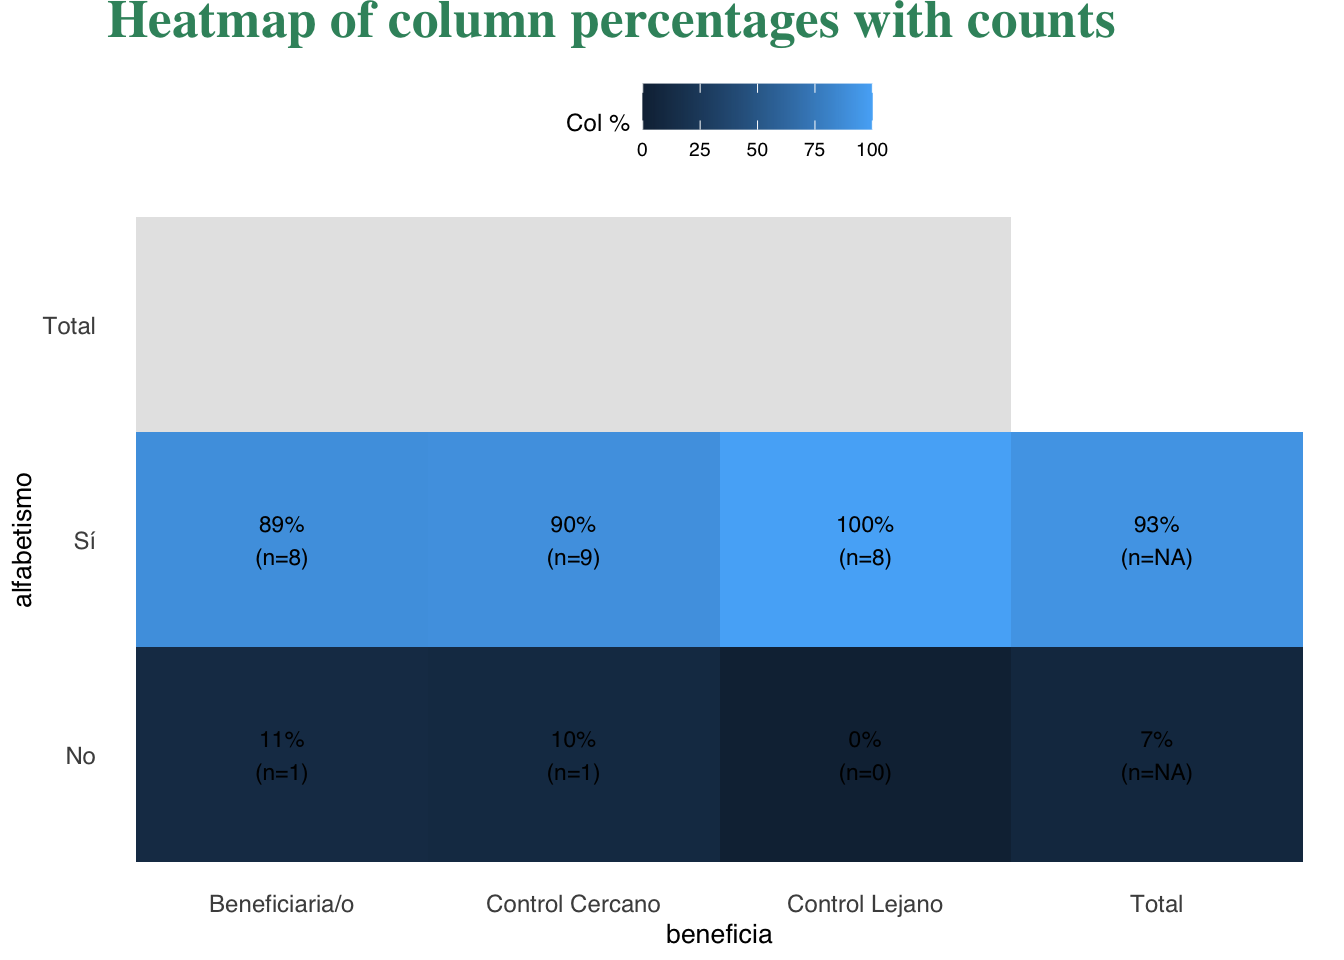 Heatmap of column percentages with counts
Col %
0 25 50 75 100
Total
alfabetismo
Sí
89% 90% 100% 93%
(n=8) (n=9) (n=8) (n=NA)
No
11% 10% 0% 7%
(n=1) (n=1) (n=0) (n=NA)
Beneficiaria/o Control Cercano Control Lejano Total
beneficia